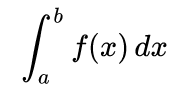 ∫_a^b f(x) dx